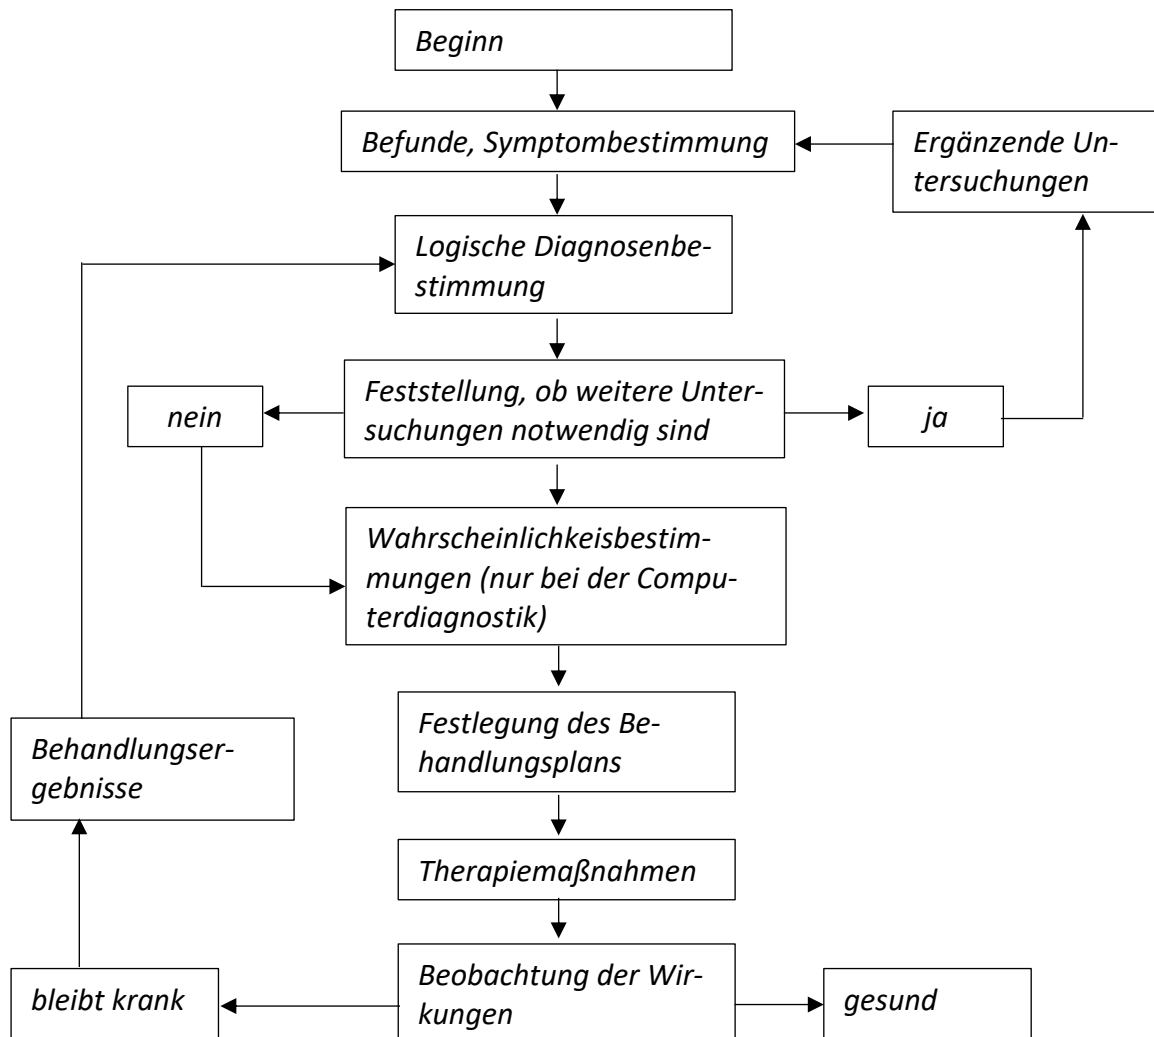 Beginn
Befunde, Symptombestimmung
Ergänzende Un-
tersuchungen
Logische Diagnosenbe-
stimmung
nein
Feststellung, ob weitere Unter-
suchungen notwendig sind
ja
Wahrscheinlichkeisbestim-
mungen (nur bei der Compu-
terdiagnostik)
Festlegung des Be-
handlungsplans
Behandlungser-
gebnisse
Therapiemaßnahmen
bleibt krank
Beobachtung der Wir-
kungen
gesund